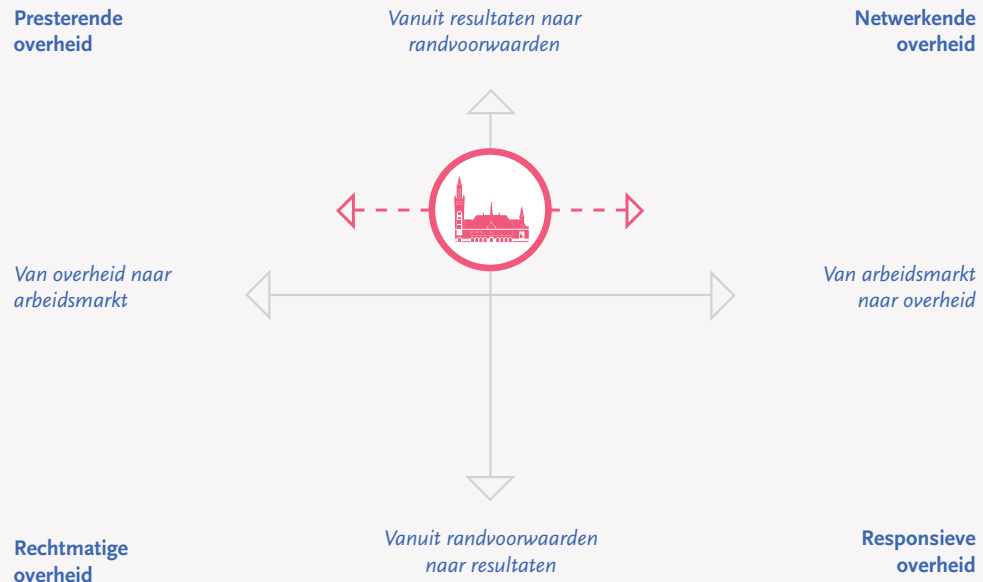 Presterende
overheid
Vanuit resultaten naar
randvoorwaarden
Netwerkende
overheid
Van overheid naar
arbeidsmarkt
Van arbeidsmarkt
naar overheid
Rechtmatige
overheid
Vanuit randvoorwaarden
naar resultaten
Responsieve
overheid